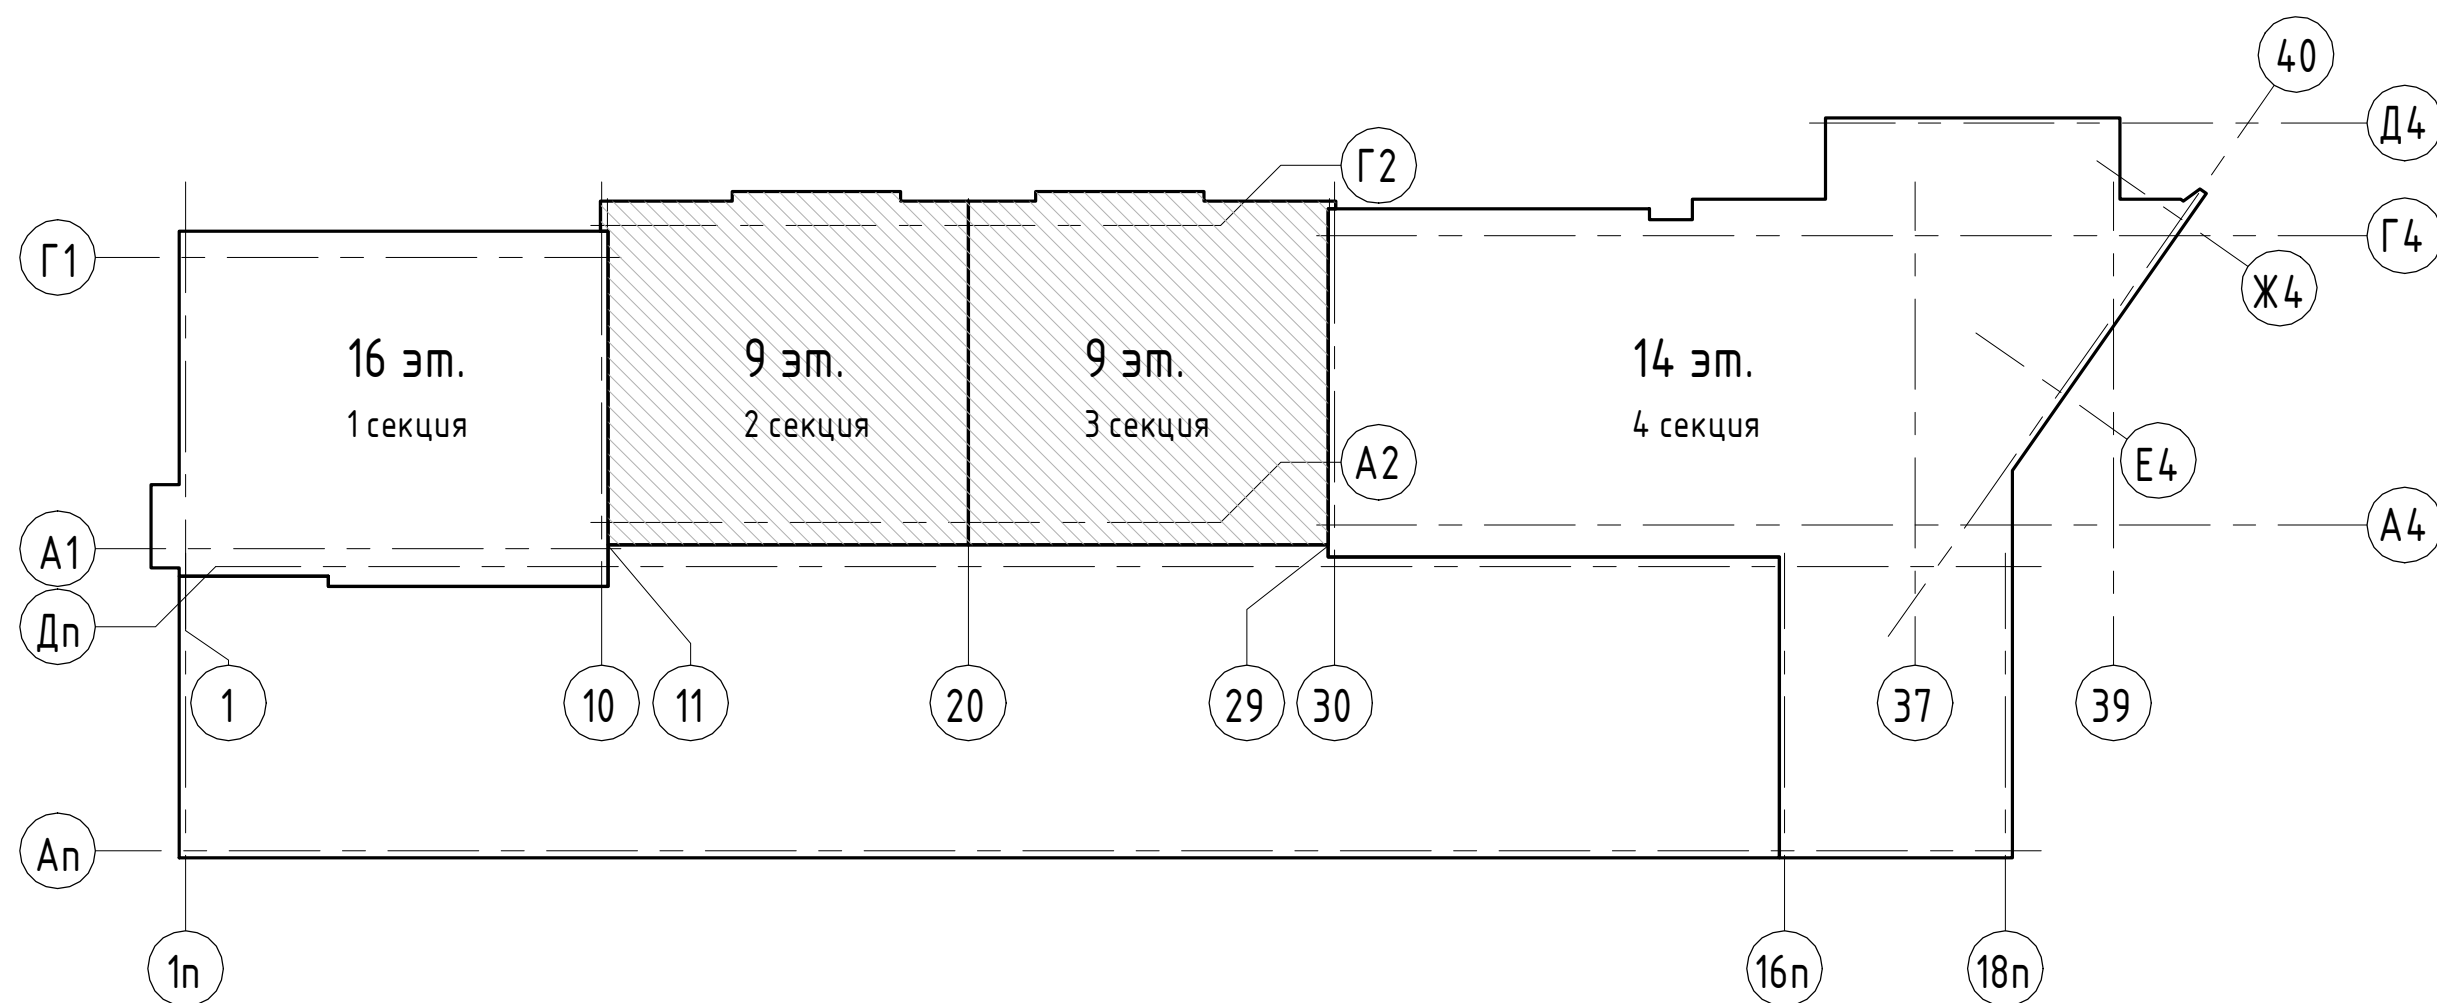 40
Д4
Г2
Г4
Г1
Ж4
16 эт.
9 эт.
9 эт.
14 эт.
1 секция
2 секция
3 секция
4 секция
А2
Е4
А1
А4
Дп
1
10
11
20
29
30
37
39
Ап
1п
16п
18п